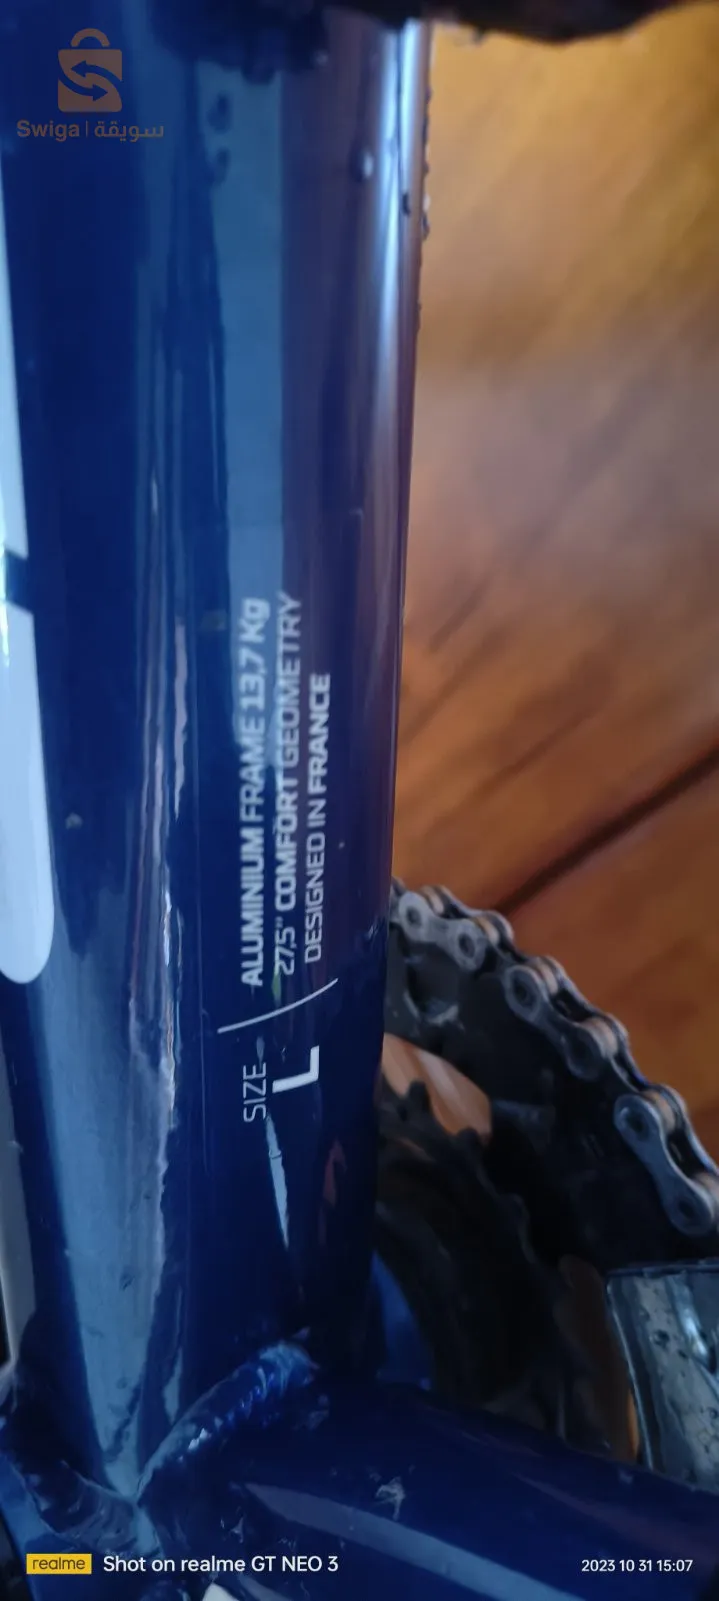 Swiga | سويقة
ALUMINIUM FRAME 13,7 Kg
27,5" COMFORT GEOMETRY
DESIGNED IN FRANCE
SIZE
L
realme Shot on realme GT NEO 3
2023 10 31 15:07